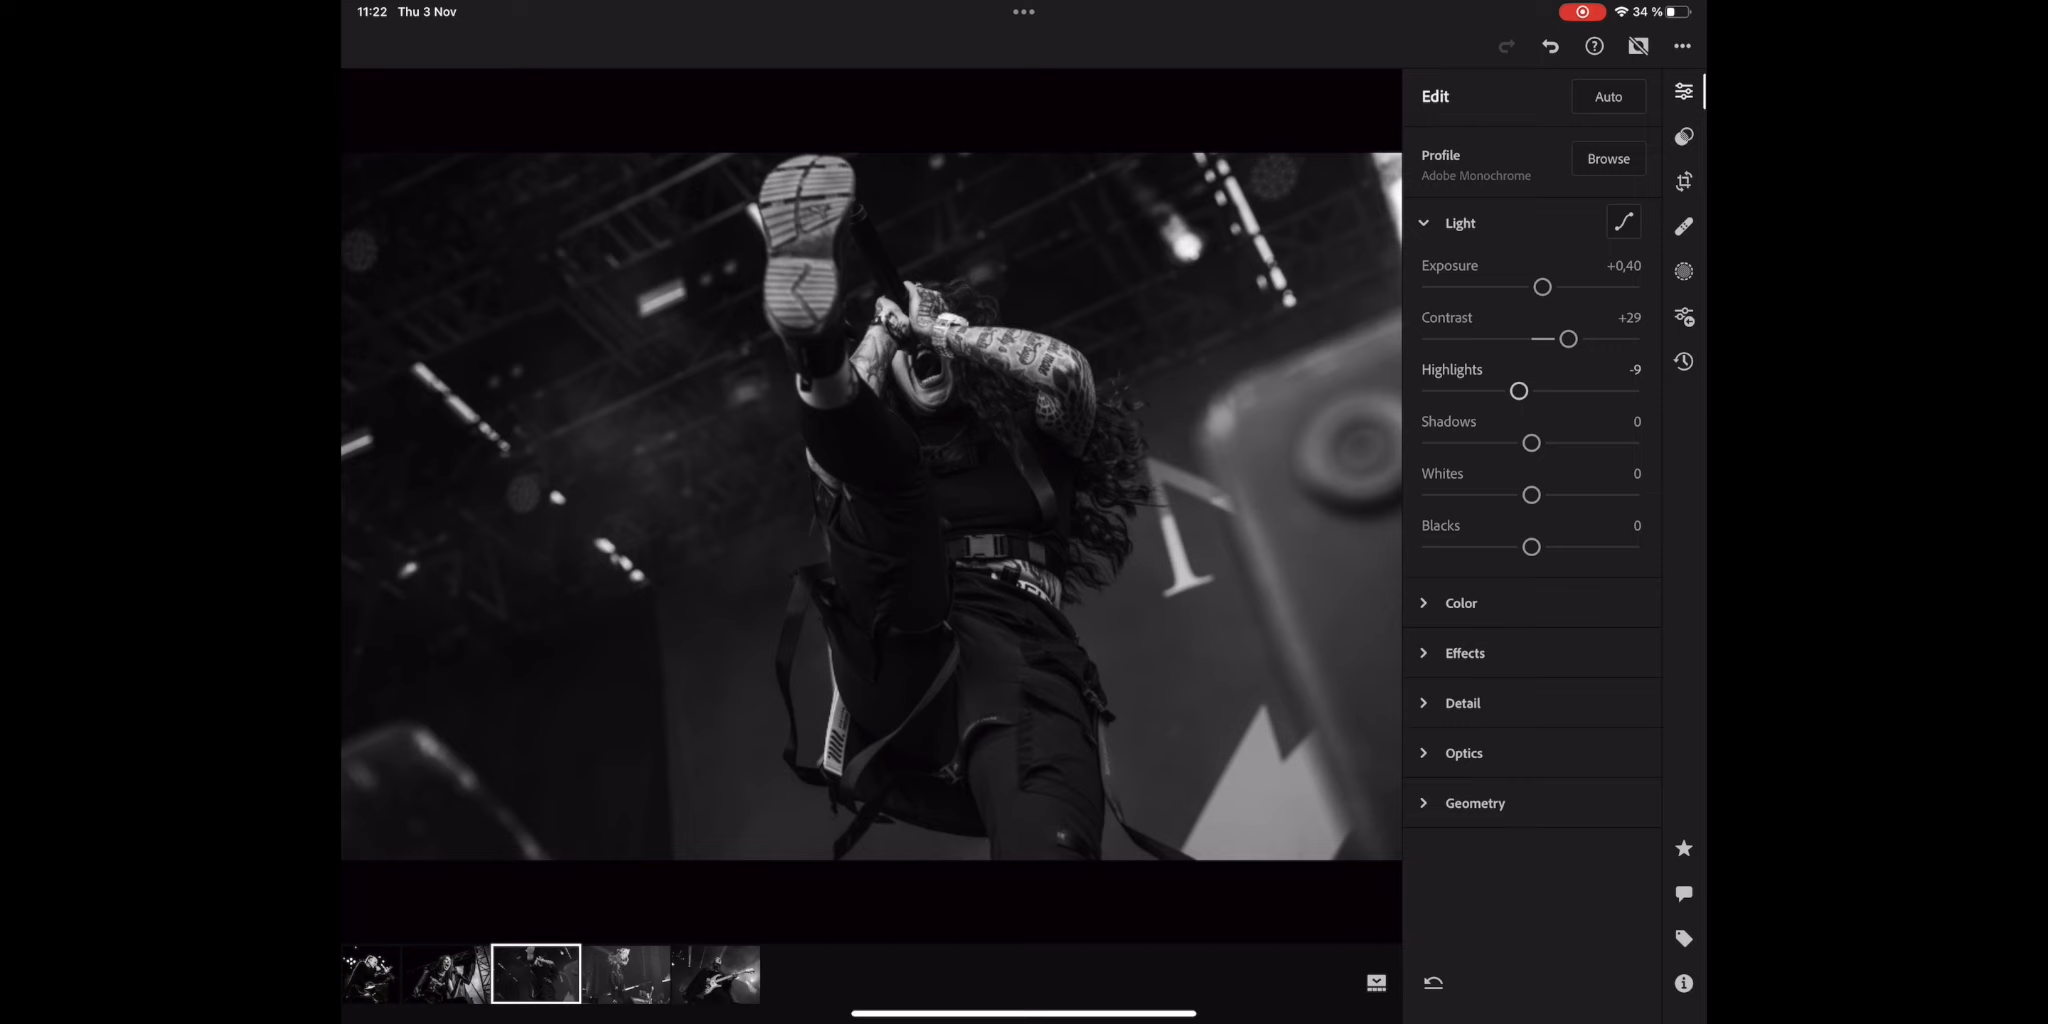 11:22 Thu 3 Nov
34 %
Edit
Auto
Profile
Adobe Monochrome
Browse
Light
Exposure +0,40
Contrast +29
Highlights -9
Shadows 0
Whites 0
Blacks 0
Color
Effects
Detail
Optics
Geometry